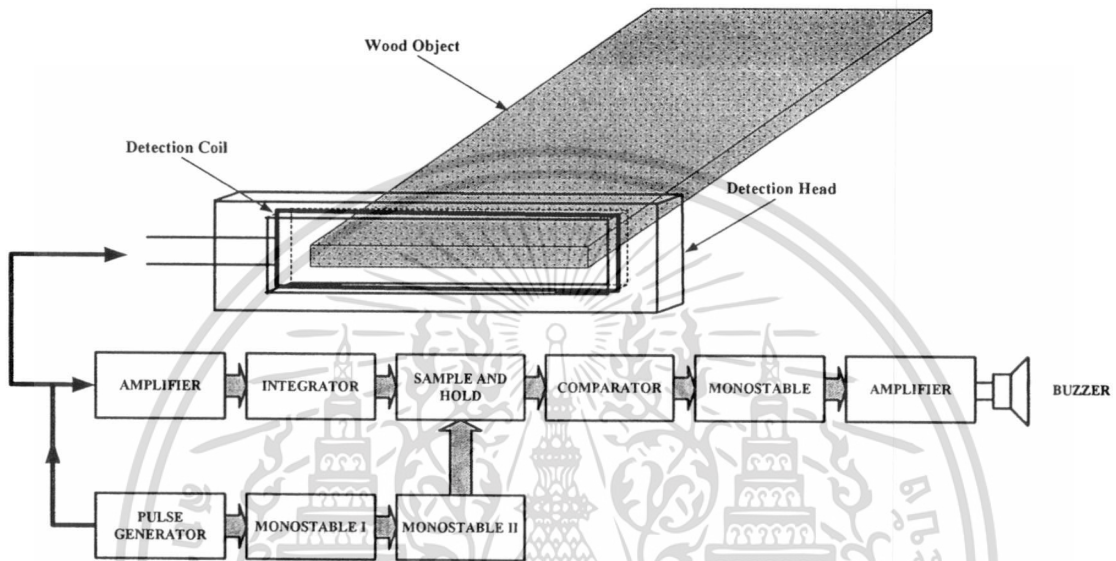 Wood Object
Detection Coil
Detection Head
AMPLIFIER
INTEGRATOR
SAMPLE AND
HOLD
COMPARATOR
MONOSTABLE
AMPLIFIER
BUZZER
PULSE
GENERATOR
MONOSTABLE I
MONOSTABLE II